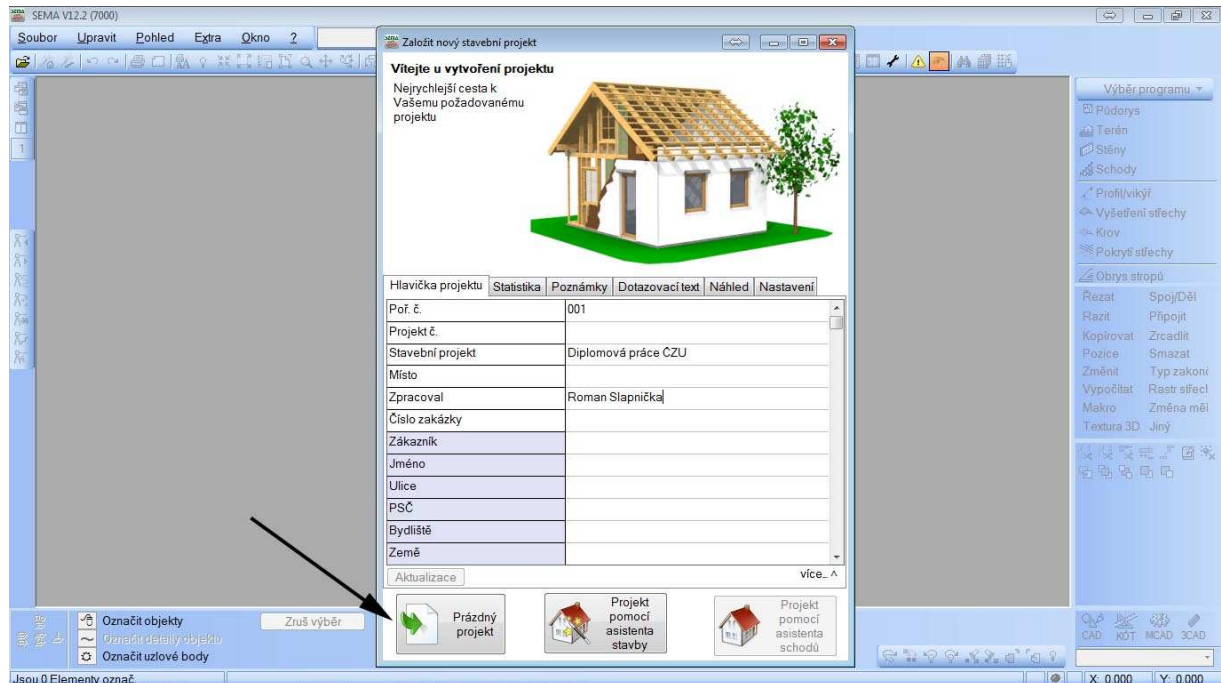 SEMA V12.2 (7000)
Soubor Upravit Pohled Extra Okno ?
Založit nový stavební projekt
Vítejte u vytvoření projektu
Nejrychlejší cesta k
Vašemu požadovanému
projektu
Hlavička projektu Statistika Poznámky Dotazovací text Náhled Nastavení
Poř. č. 001
Projekt č.
Stavební projekt Diplomová práce ČZU
Místo
Zpracoval Roman Slapnička
Číslo zakázky
Zákazník
Jméno
Ulice
PSČ
Bydliště
Země
Aktualizace více...
Prázdný
projekt
Projekt
pomocí
asistenta
stavby
Projekt
pomocí
asistenta
schodů
1
Výběr programu
Půdorys
Terén
Stěny
Schody
Profil/vikýř
Vyšetření střechy
Krov
Pokrytí střechy
Obrys stropů
Řezat Spoj/Děl
Razit Připojit
Kopírovat Zrcadlit
Pozice Smazat
Změnit Typ zakonč
Vypočítat Rastr střecl
Makro Změna měl
Textura 3D Jiný
CAD KÓT MCAD 3CAD
Označit objekty Zruš výběr
Označit detaily objektu
Označit uzlové body
Jsou 0 Elementy označ.
X: 0.000 Y: 0.000